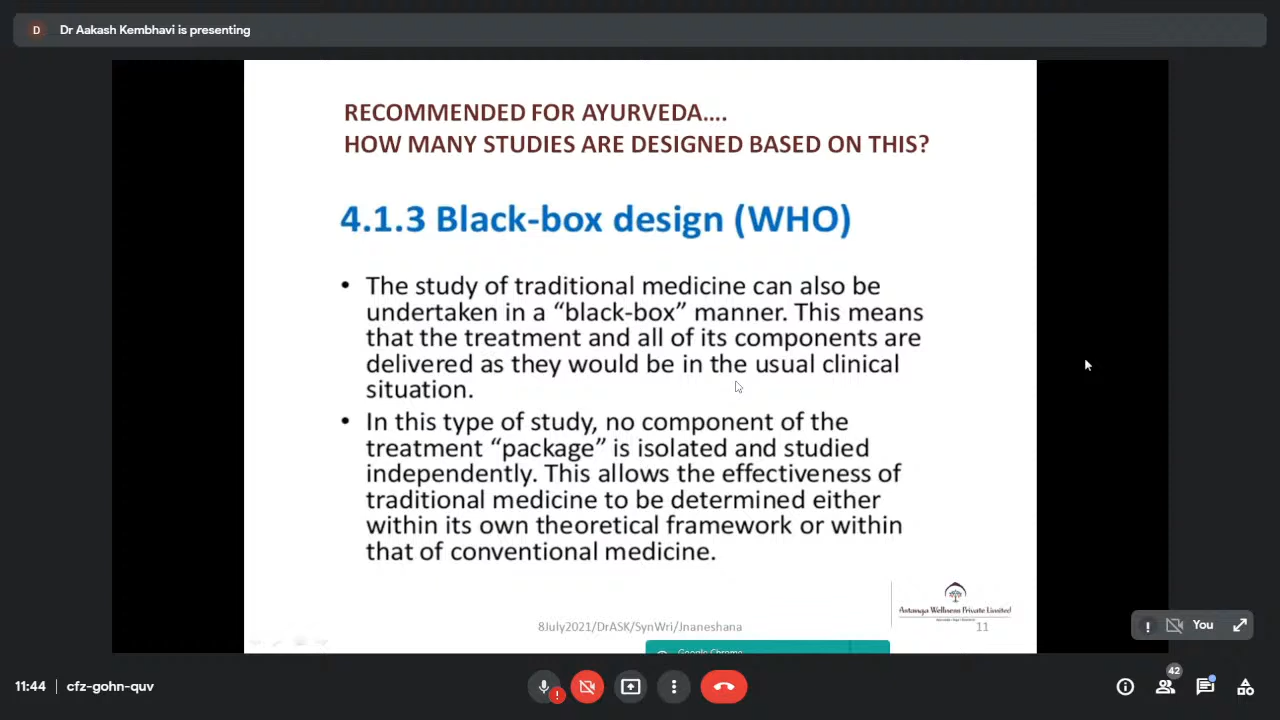 D
Dr Aakash Kembhavi is presenting
RECOMMENDED FOR AYURVEDA....
HOW MANY STUDIES ARE DESIGNED BASED ON THIS?
4.1.3 Black-box design (WHO)
• The study of traditional medicine can also be
undertaken in a “black-box” manner. This means
that the treatment and all of its components are
delivered as they would be in the usual clinical
situation.
• In this type of study, no component of the
treatment “package” is isolated and studied
independently. This allows the effectiveness of
traditional medicine to be determined either
within its own theoretical framework or within
that of conventional medicine.
Astanga Wellness Private Limited
8July2021/DrASK/SynWri/Jnaneshana
11
You
Google Chrome
11:44
cfz-gohn-quv
42